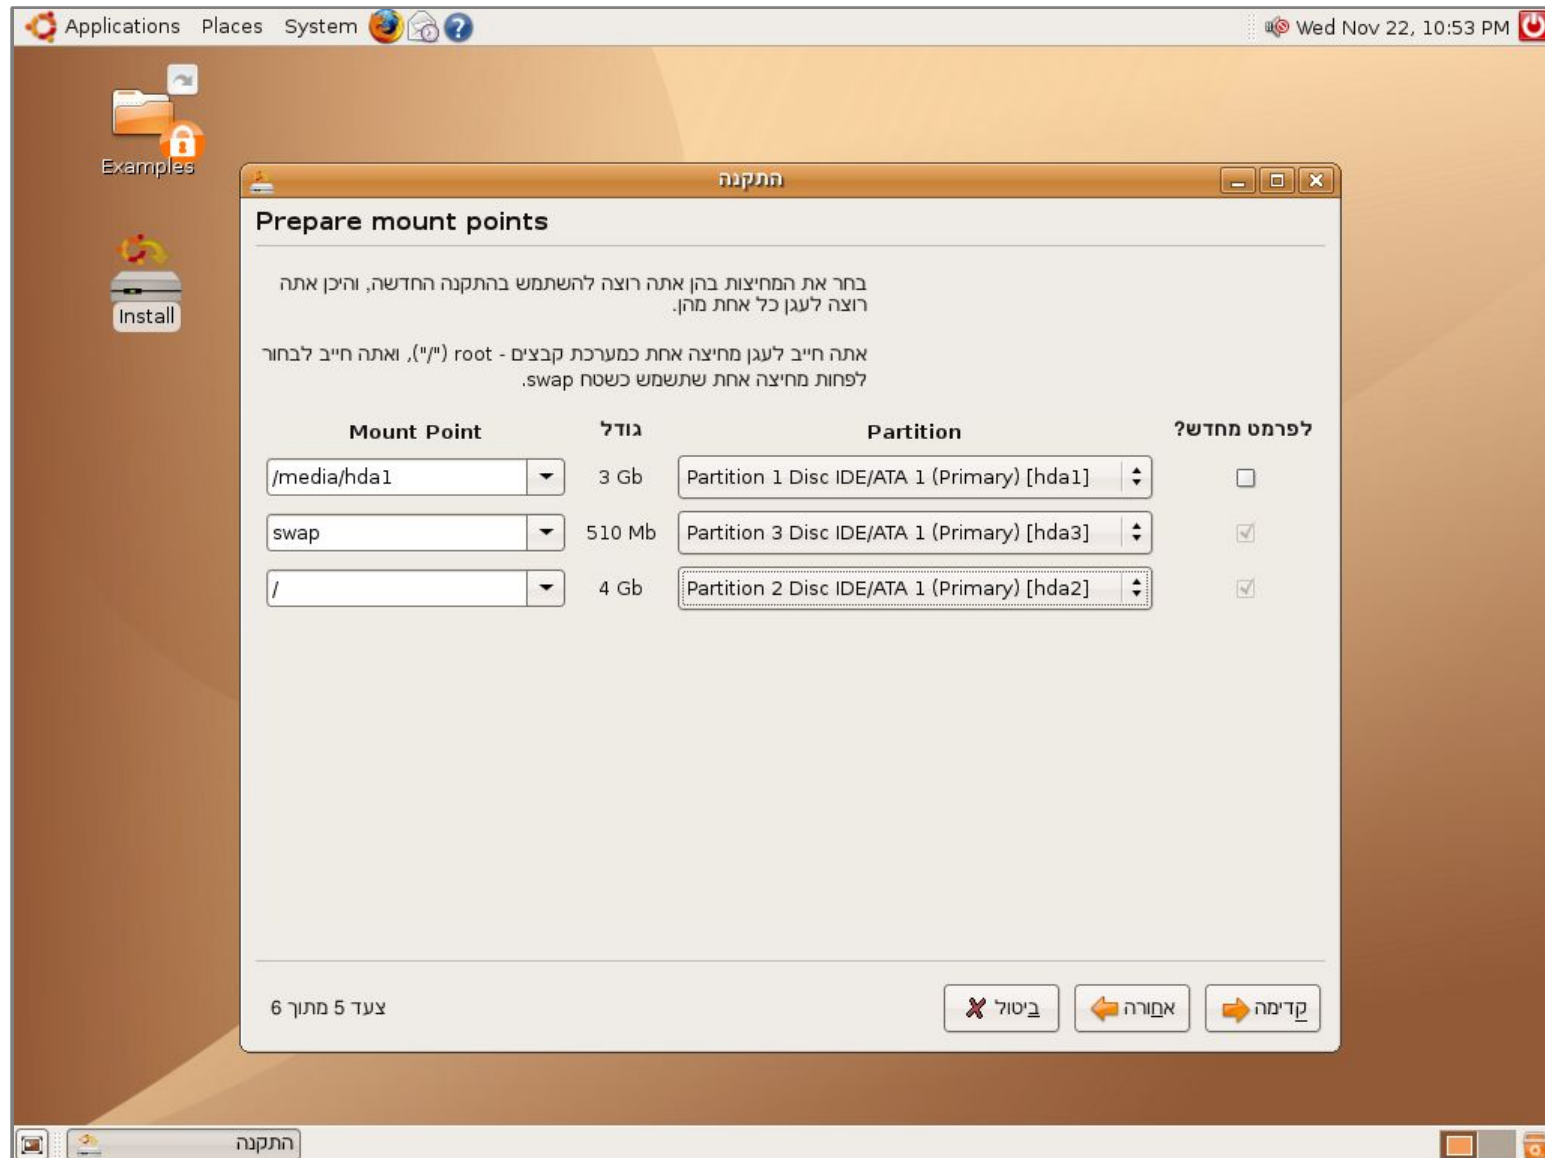 Applications Places System Wed Nov 22, 10:53 PM
Examples
Install
התקנה
Prepare mount points
בחר את המחיצות בהן אתה רוצה להשתמש בהתקנה החדשה, והיכן אתה
רוצה לעגן כל אחת מהן.
אתה חייב לעגן מחיצה אחת כמערכת קבצים - root ("/"), ואתה חייב לבחור
לפחות מחיצה אחת שתשמש כשטח swap.
Mount Point גודל Partition לפרמט מחדש?
/media/hda1 3 Gb Partition 1 Disc IDE/ATA 1 (Primary) [hda1]
swap 510 Mb Partition 3 Disc IDE/ATA 1 (Primary) [hda3]
/ 4 Gb Partition 2 Disc IDE/ATA 1 (Primary) [hda2]
צעד 5 מתוך 6 ביטול אחורה קדימה
התקנה